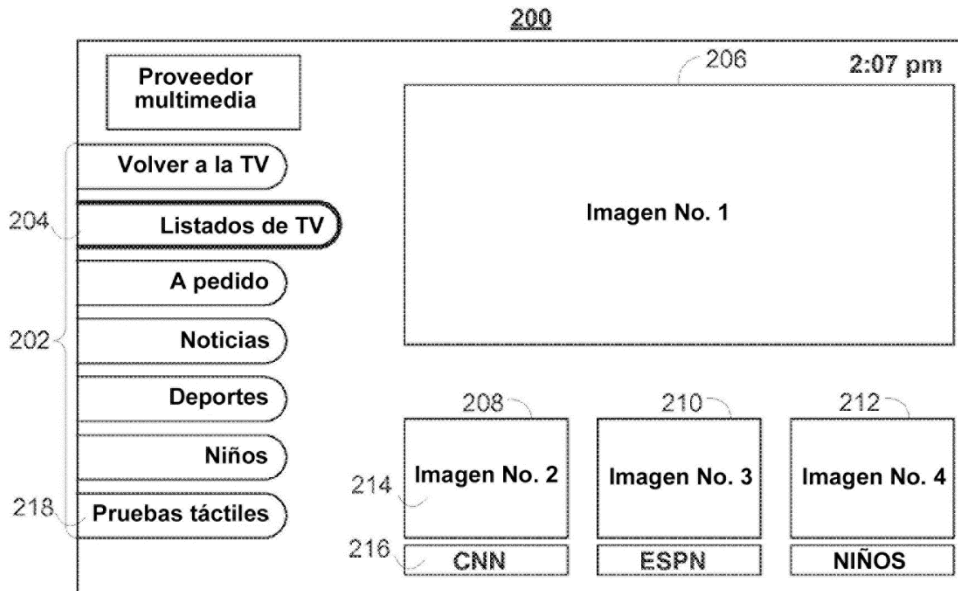 200
206
2:07 pm
Proveedor
multimedia
Volver a la TV
204
Listados de TV
Imagen No. 1
A pedido
202
Noticias
Deportes
208
210
212
Niños
Imagen No. 2
Imagen No. 3
Imagen No. 4
214
218
Pruebas táctiles
216
CNN
ESPN
NIÑOS